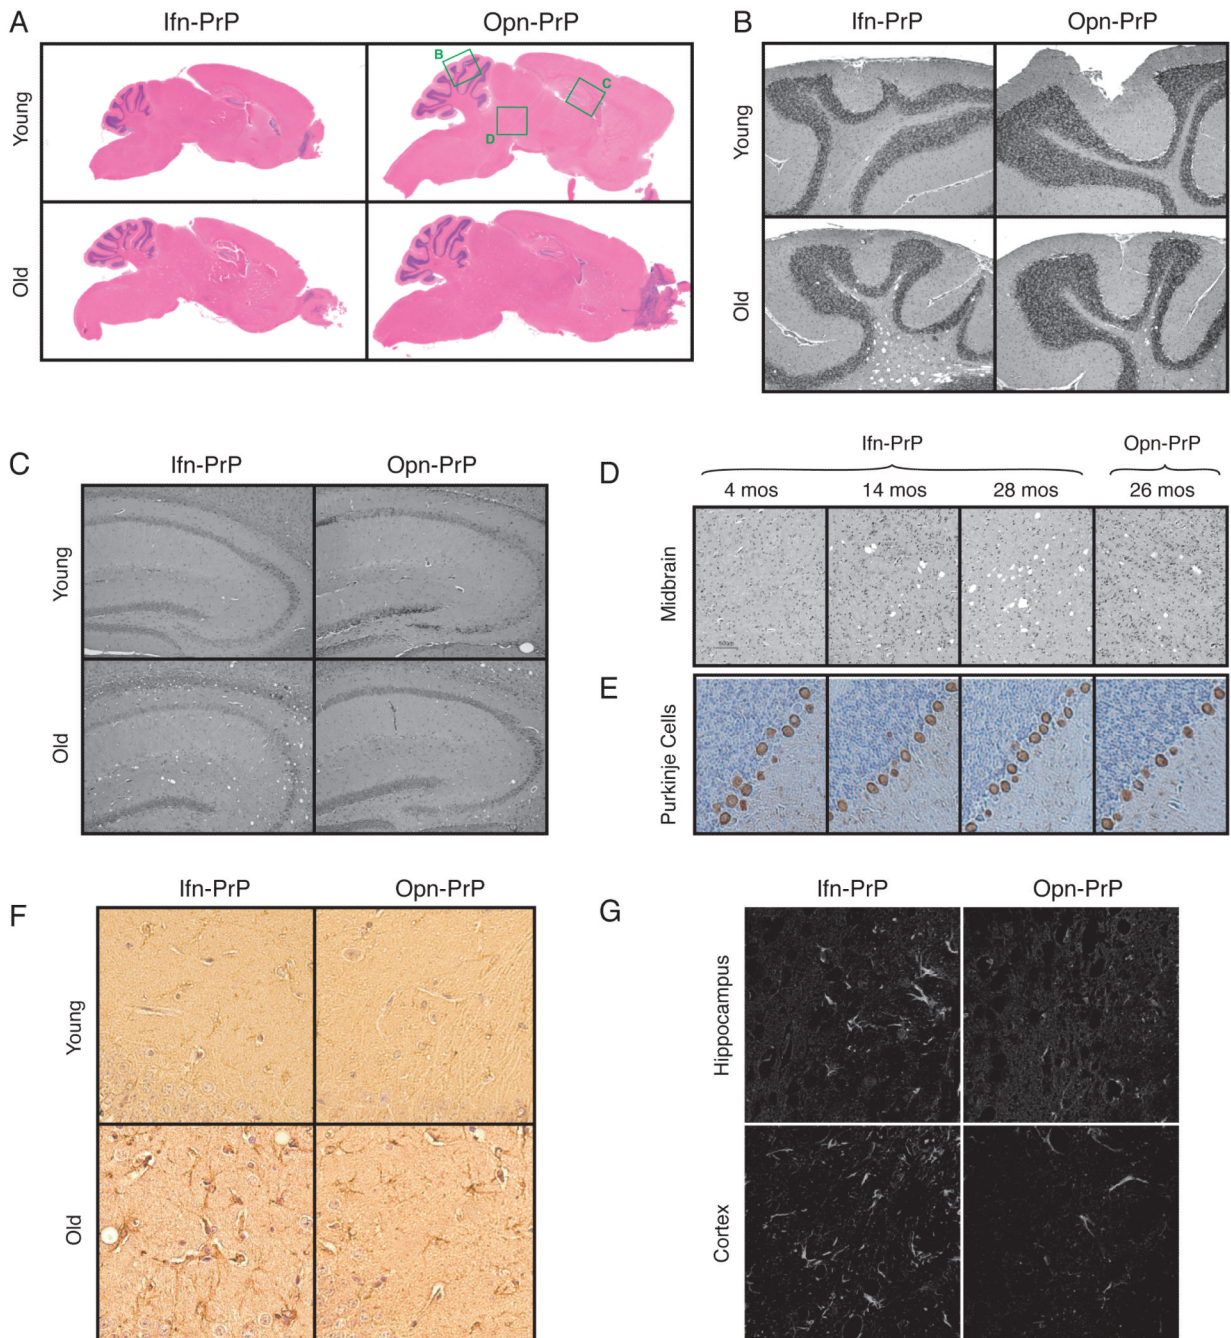 A
Ifn-PrP
Opn-PrP
Young
Old
B
C
D
B
Ifn-PrP
Opn-PrP
Young
Old
C
Ifn-PrP
Opn-PrP
Young
Old
D
Ifn-PrP
Opn-PrP
4 mos
14 mos
28 mos
26 mos
Midbrain
E
Purkinje Cells
F
Ifn-PrP
Opn-PrP
Young
Old
G
Ifn-PrP
Opn-PrP
Hippocampus
Cortex